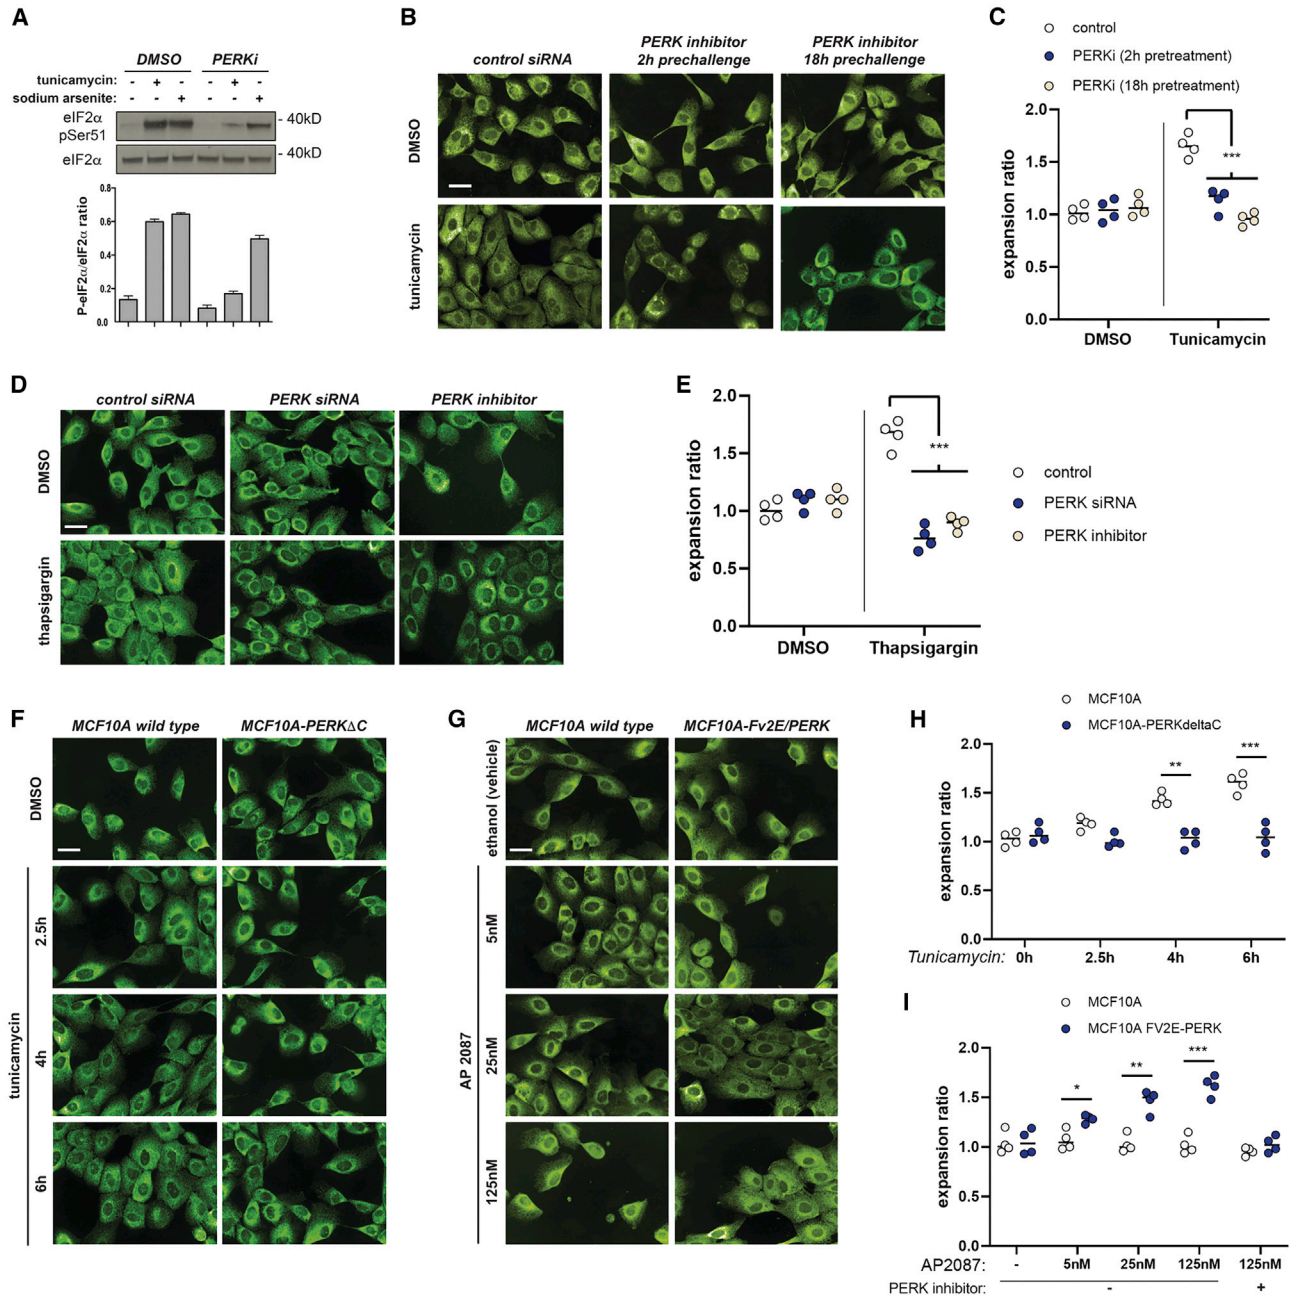 A
DMSO PERKi
tunicamycin: - + - - + -
sodium arsenite: - - + - - +
eIF2α
pSer51
- 40kD
eIF2α
- 40kD
P-eIF2α/eIF2α ratio
0.8
0.6
0.4
0.2
0.0
B
control siRNA
PERK inhibitor
2h prechallenge
PERK inhibitor
18h prechallenge
DMSO
tunicamycin
C
control
PERKi (2h pretreatment)
PERKi (18h pretreatment)
expansion ratio
2.0
1.5
1.0
0.5
0.0
***
DMSO Tunicamycin
D
control siRNA PERK siRNA PERK inhibitor
DMSO
thapsigargin
E
expansion ratio
2.0
1.5
1.0
0.5
0.0
***
DMSO Thapsigargin
control
PERK siRNA
PERK inhibitor
F
MCF10A wild type MCF10A-PERKΔC
DMSO
tunicamycin
2.5h
4h
6h
G
MCF10A wild type MCF10A-Fv2E/PERK
ethanol (vehicle)
AP 2087
5nM
25nM
125nM
H
MCF10A
MCF10A-PERKdeltaC
expansion ratio
2.0
1.5
1.0
0.5
0.0
**
***
Tunicamycin: 0h 2.5h 4h 6h
I
MCF10A
MCF10A FV2E-PERK
expansion ratio
2.0
1.5
1.0
0.5
0.0
*
**
***
AP2087: - 5nM 25nM 125nM 125nM
PERK inhibitor: - +